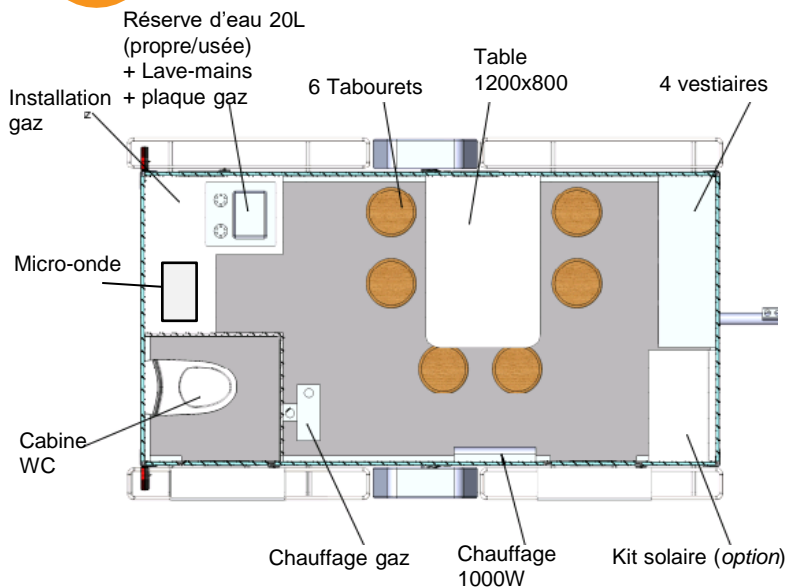 Réserve d'eau 20L
(propre/usée)
+ Lave-mains
+ plaque gaz
Installation
gaz
6 Tabourets
Table
1200x800
4 vestiaires
Micro-onde
Cabine
WC
Chauffage gaz
Chauffage
1000W
Kit solaire (option)